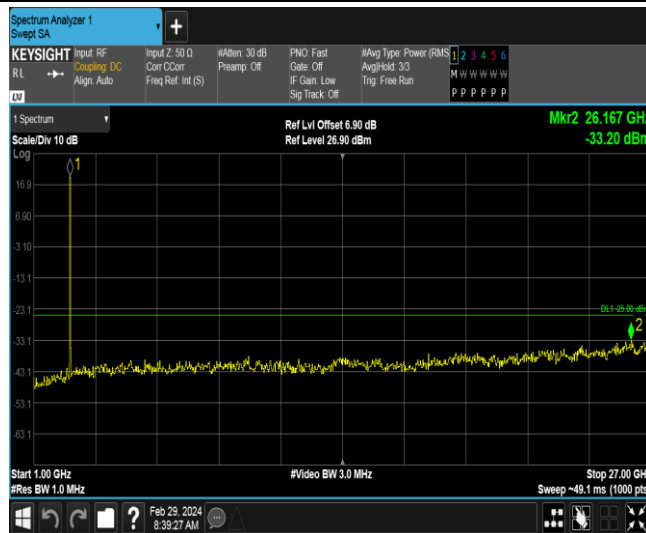 Spectrum Analyzer 1
Swept SA
+
KEYSIGHT
RL
LXI
Input: RF
Coupling: DC
Align: Auto
Input Z: 50 Ω
Corr CCorr
Freq Ref: Int (S)
#Atten: 30 dB
Preamp: Off
PNO: Fast
Gate: Off
IF Gain: Low
Sig Track: Off
#Avg Type: Power (RMS
Avg|Hold: 3/3
Trig: Free Run
1 2 3 4 5 6
M W W W W W
P P P P P P
1 Spectrum
Scale/Div 10 dB
Log
Ref Lvl Offset 6.90 dB
Ref Level 26.90 dBm
Mkr2 26.167 GHz
-33.20 dBm
1
16.9
6.90
-3.10
-13.1
-23.1
DL1 -25.00 dBm
2
-33.1
-43.1
-53.1
-63.1
Start 1.00 GHz
#Res BW 1.0 MHz
#Video BW 3.0 MHz
Stop 27.00 GHz
Sweep ~49.1 ms (1000 pts
?
Feb 29, 2024
8:39:27 AM